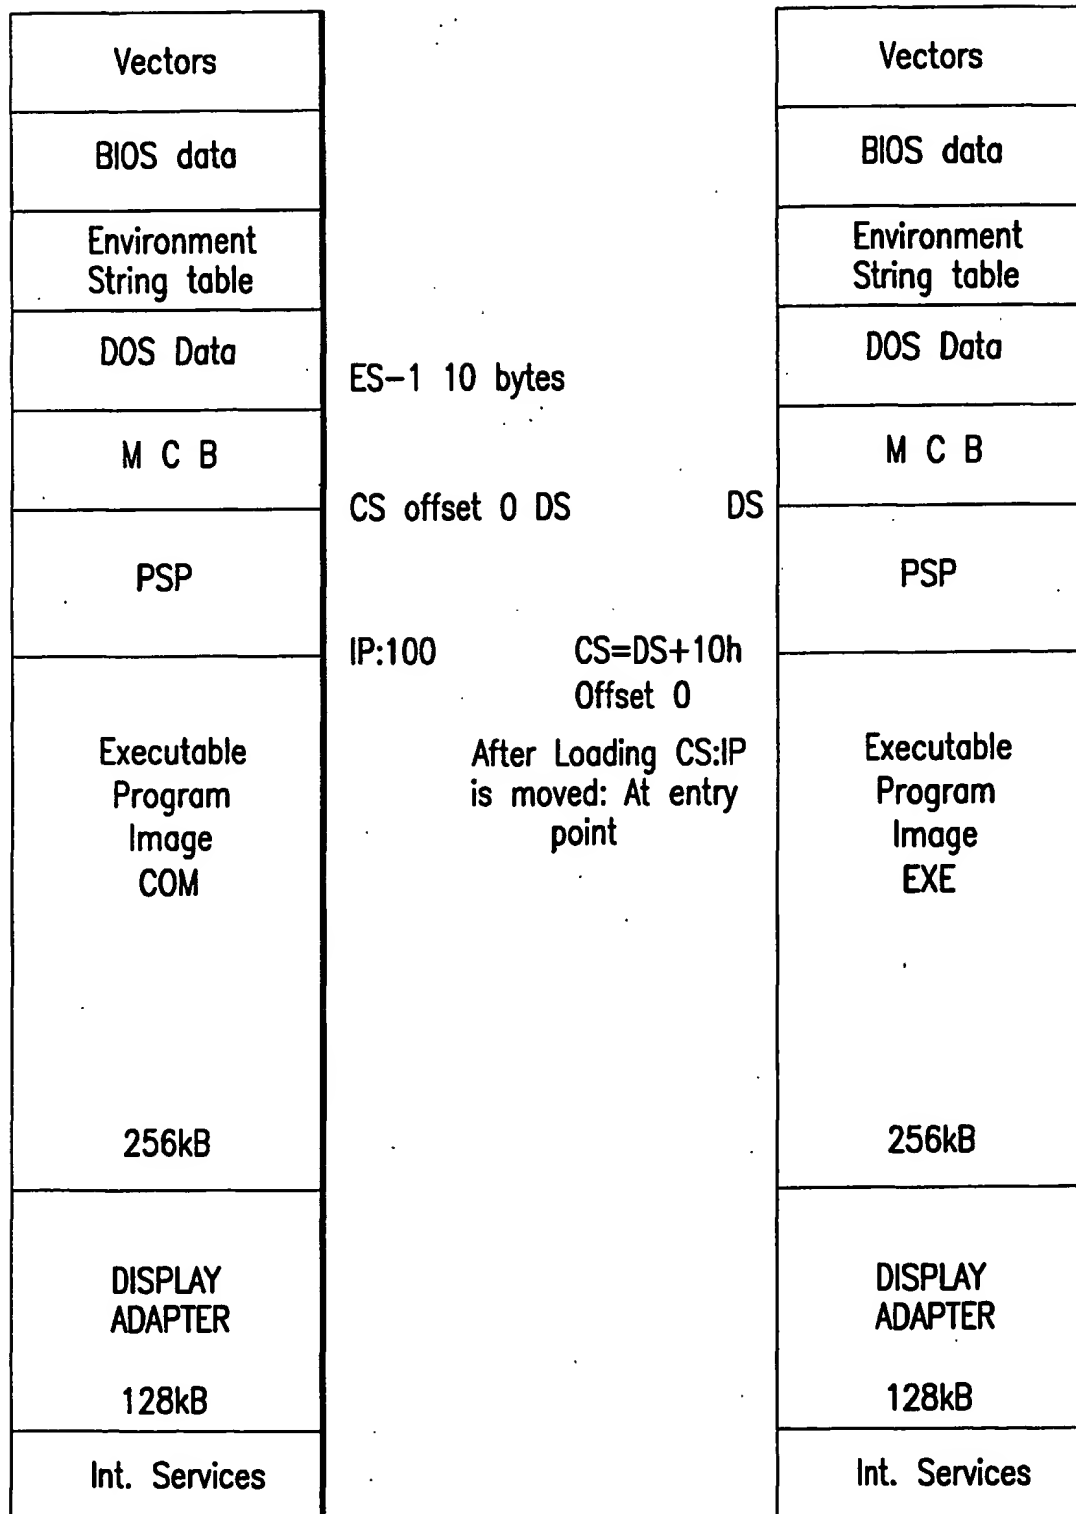 Vectors
BIOS data
Environment
String table
DOS Data
M C B
PSP
Executable
Program
Image
COM
256kB
DISPLAY
ADAPTER
128kB
Int. Services
ES-1 10 bytes
CS offset 0 DS
IP:100
DS
CS=DS+10h
Offset 0
After Loading CS:IP
is moved: At entry
point
Vectors
BIOS data
Environment
String table
DOS Data
M C B
PSP
Executable
Program
Image
EXE
256kB
DISPLAY
ADAPTER
128kB
Int. Services